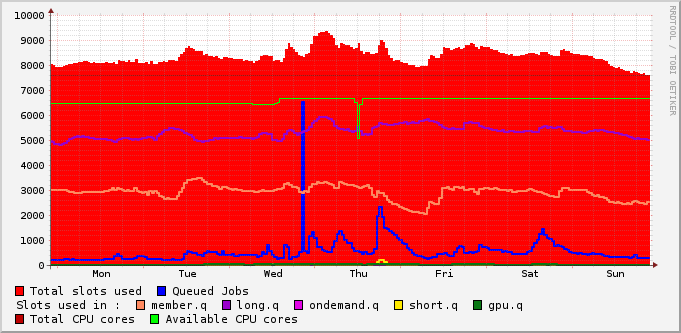 10000
9000
8000
7000
6000
5000
4000
3000
2000
1000
0
Mon Tue Wed Thu Fri Sat Sun
Total slots used Queued Jobs
Slots used in : member.q long.q ondemand.q short.q gpu.q
Total CPU cores Available CPU cores
RRDTOOL / TOBI OETIKER